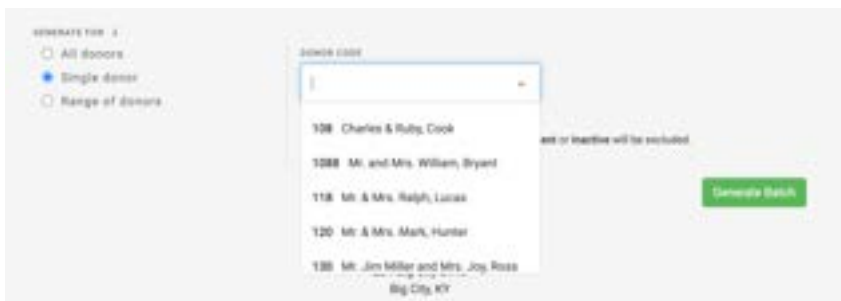 GENERATE FOR
All donors
Single donor
Range of donors
DONOR CODE
108 Charles & Ruby, Cook
1088 Mr. and Mrs. William, Bryant
or inactive will be excluded.
118 Mr. & Mrs. Ralph, Lucas
Generate Batch
120 Mr. & Mrs. Mark, Hunter
130 Mr. Jim Miller and Mrs. Joy, Ross
Big City, KY